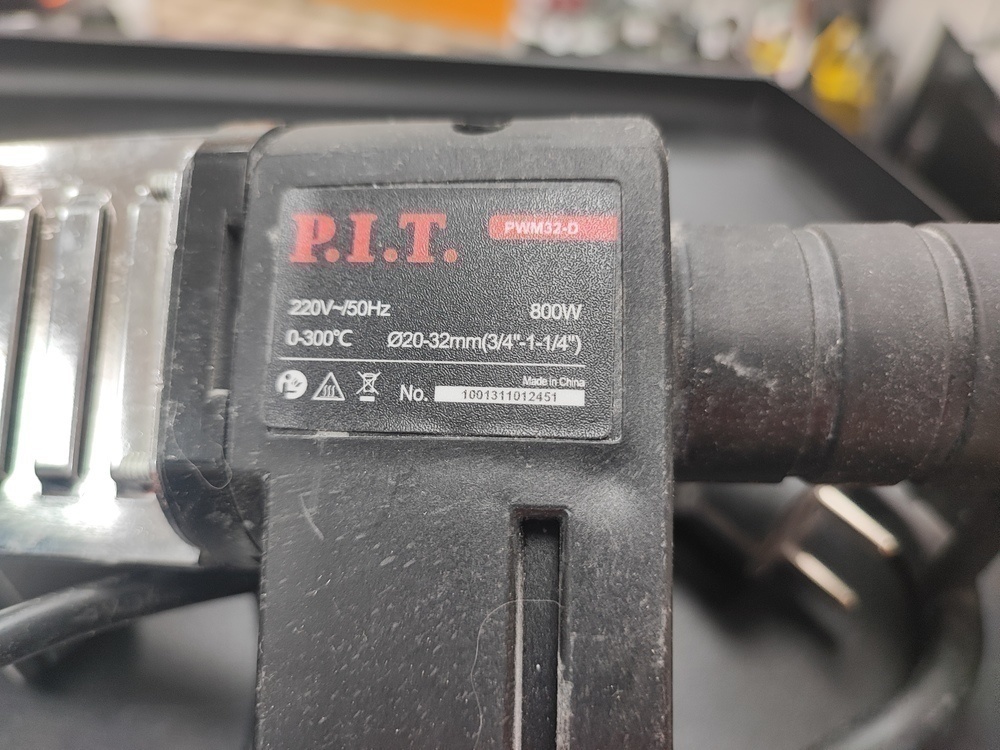 P.I.T. PWM32-D
220V~/50Hz 800W
0-300℃ Ø20-32mm(3/4"-1-1/4")
Made in China
No. 1001311012451